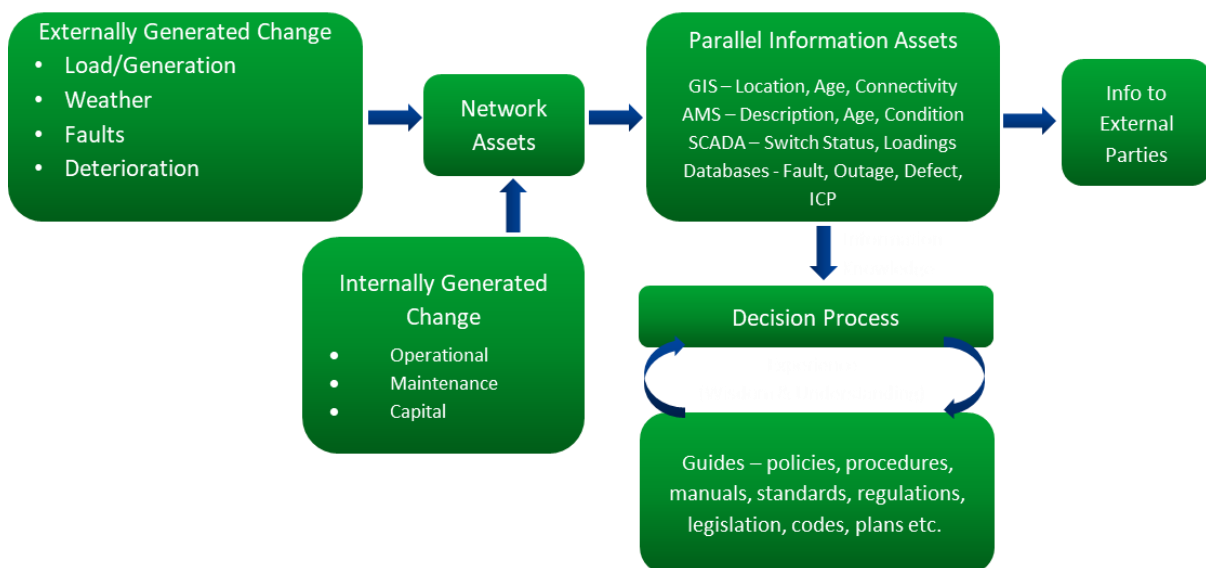 Externally Generated Change
• Load/Generation
• Weather
• Faults
• Deterioration
Network
Assets
Parallel Information Assets
GIS – Location, Age, Connectivity
AMS – Description, Age, Condition
SCADA – Switch Status, Loadings
Databases - Fault, Outage, Defect,
ICP
Info to
External
Parties
Internally Generated
Change
• Operational
• Maintenance
• Capital
Decision Process
Guides – policies, procedures,
manuals, standards, regulations,
legislation, codes, plans etc.